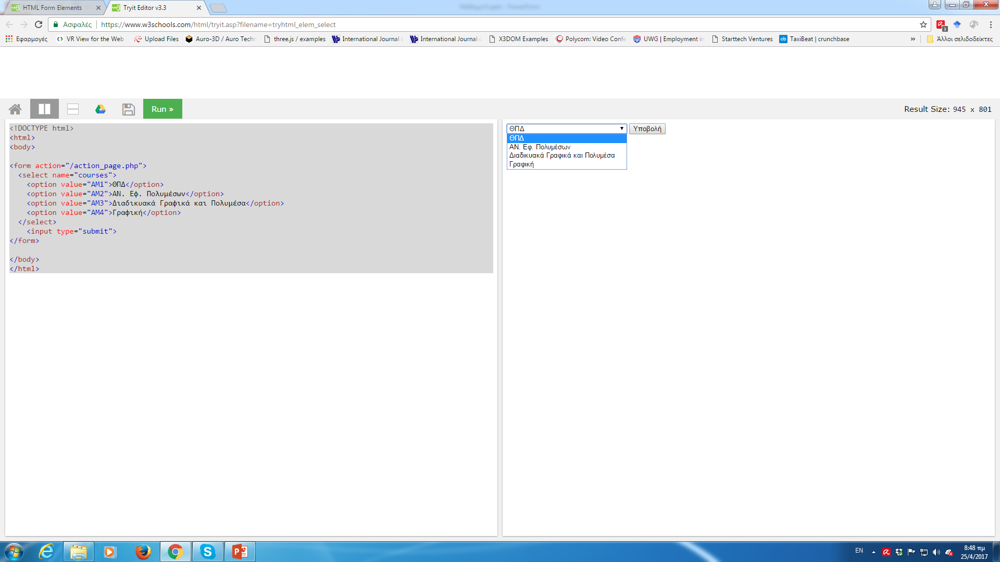 HTML Form Elements
Tryit Editor v3.3
Ασφαλές
https://www.w3schools.com/html/tryit.asp?filename=tryhtml_elem_select
3
Εφαρμογές
VR View for the Web
Upload Files
Auro-3D / Auro Techn
three.js / examples
International Journal
International Journal
X3DOM Examples
Polycom: Video Confe
UWG | Employment in
cb
Starttech Ventures
TaxiBeat | crunchbase
»
Άλλοι σελιδοδείκτες
Run »
Result Size: 945 x 801
<!DOCTYPE html>
<html>
<body>
<form action="/action_page.php">
<select name="courses">
<option value="AM1">ΘΠΔ</option>
<option value="AM2">ΑΝ. Εφ. Πολυμέσων</option>
<option value="AM3">Διαδικυακά Γραφικά και Πολυμέσα</option>
<option value="AM4">Γραφική</option>
</select>
<input type="submit">
</form>
</body>
</html>
ΘΠΔ
Υποβολή
ΘΠΔ
ΑΝ. Εφ. Πολυμέσων
Διαδικυακά Γραφικά και Πολυμέσα
Γραφική
EN
8:48 πμ
25/4/2017